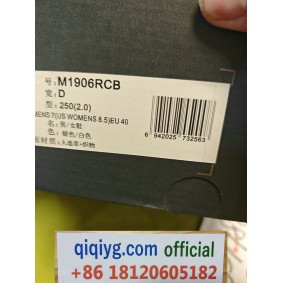 号: M1906RCB
宽: D
型: 250(2.0)
MENS 7(US WOMENS 8.5)EU 40
名: 男/女鞋
色: 银色/白色
面材质: 人造革+织物
6 942025 732563
qiqiyg.com official
+86 18120605182